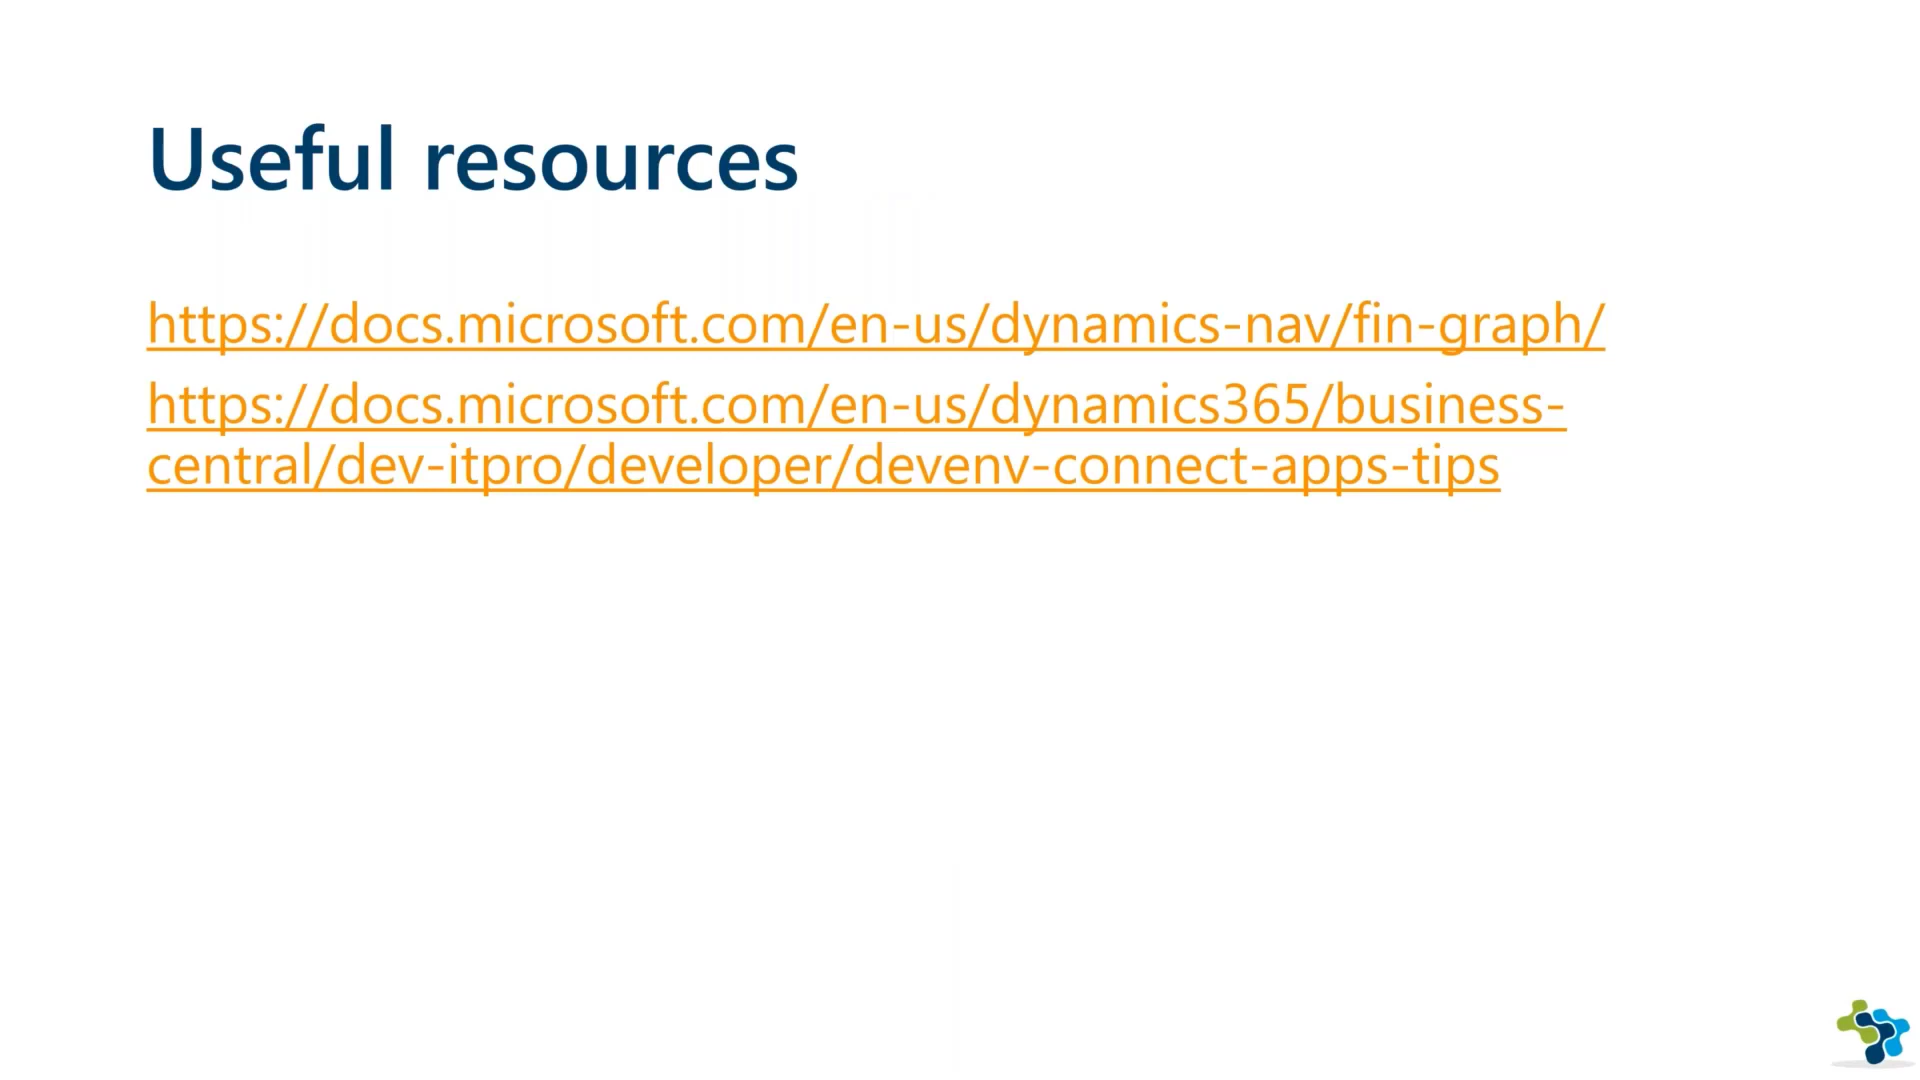 Useful resources
https://docs.microsoft.com/en-us/dynamics-nav/fin-graph/
https://docs.microsoft.com/en-us/dynamics365/business-
central/dev-itpro/developer/devenv-connect-apps-tips